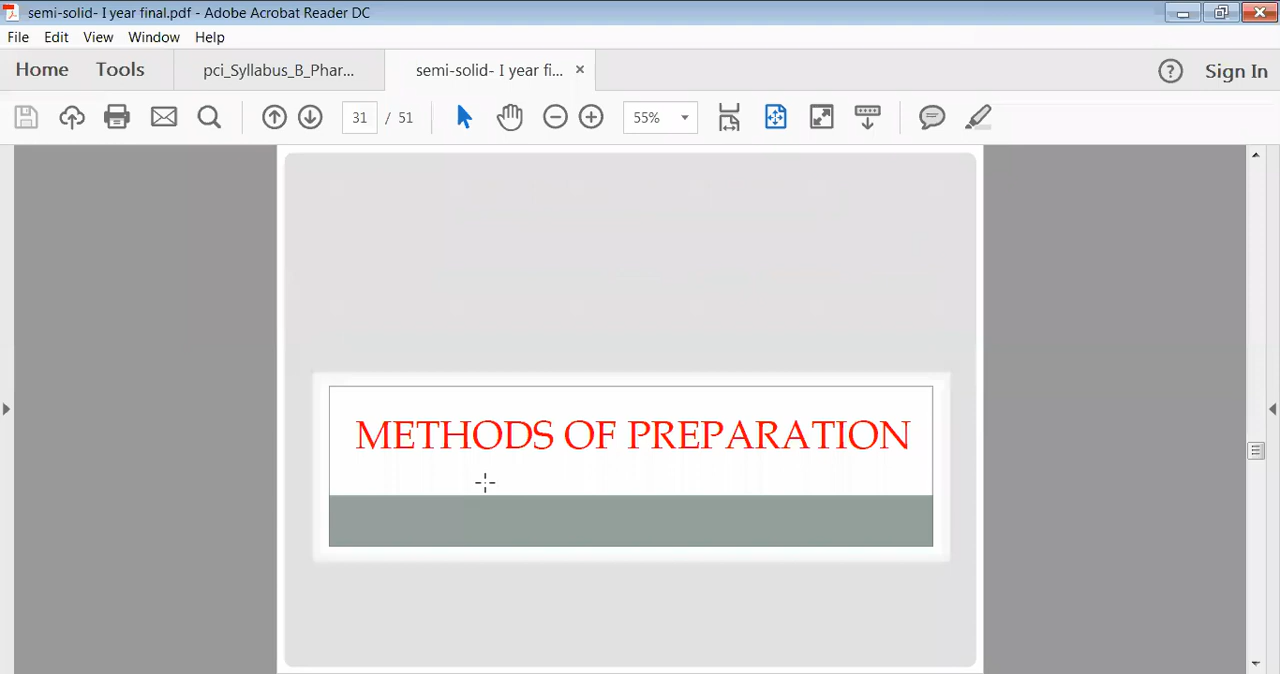 semi-solid- I year final.pdf - Adobe Acrobat Reader DC
File Edit View Window Help
Home Tools pci_Syllabus_B_Phar... semi-solid- I year fi... × Sign In
31 / 51 55%
METHODS OF PREPARATION